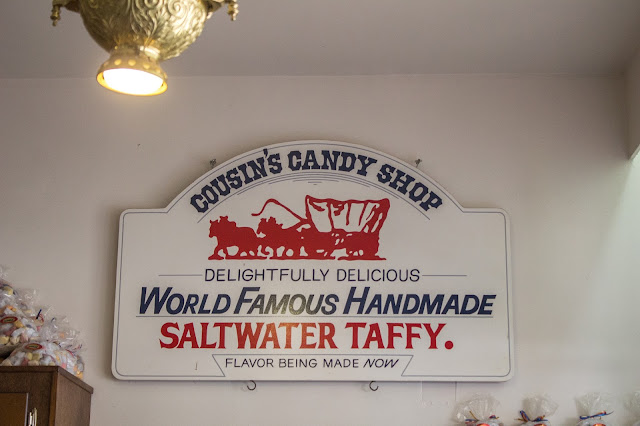 COUSIN'S CANDY SHOP
DELIGHTFULLY DELICIOUS
WORLD FAMOUS HANDMADE
SALTWATER TAFFY.
FLAVOR BEING MADE NOW